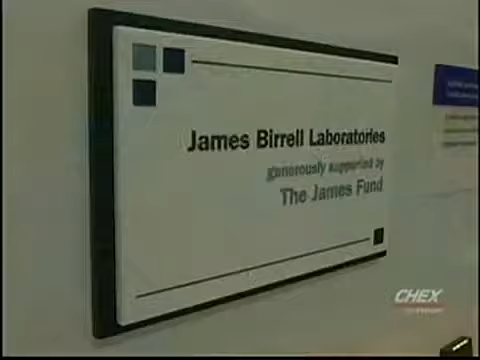 James Birrell Laboratories
generously supported by
The James Fund
CHEX